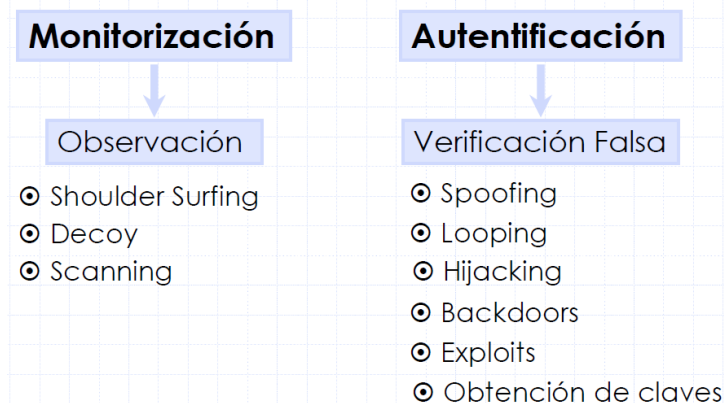 Monitorización
Observación
Shoulder Surfing
Decoy
Scanning
Autentificación
Verificación Falsa
Spoofing
Looping
Hijacking
Backdoors
Exploits
Obtención de claves